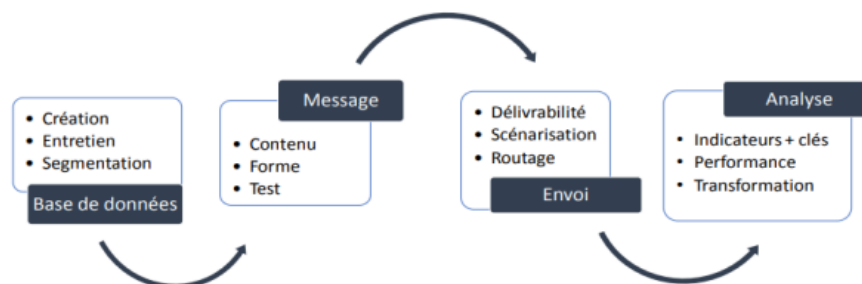 • Création
• Entretien
• Segmentation
Base de données
Message
• Contenu
• Forme
• Test
• Délivrabilité
• Scénarisation
• Routage
Envoi
Analyse
• Indicateurs + clés
• Performance
• Transformation